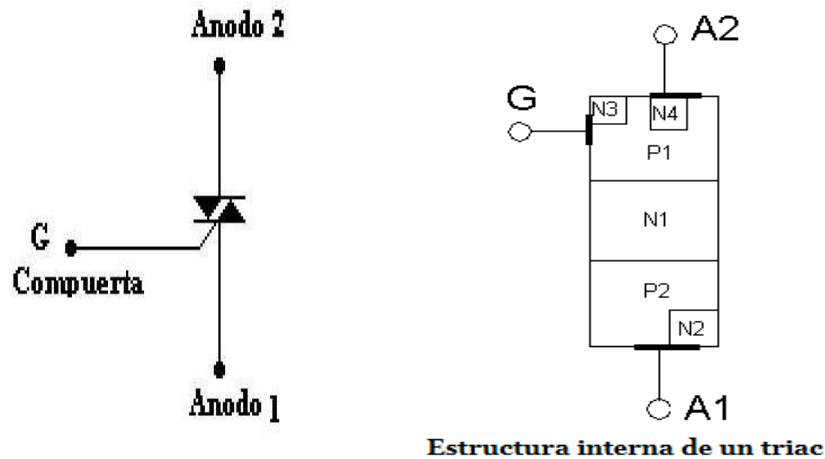 Anodo 2
G
Compuerta
Anodo 1
A2
G
N3
N4
P1
N1
P2
N2
A1
Estructura interna de un triac